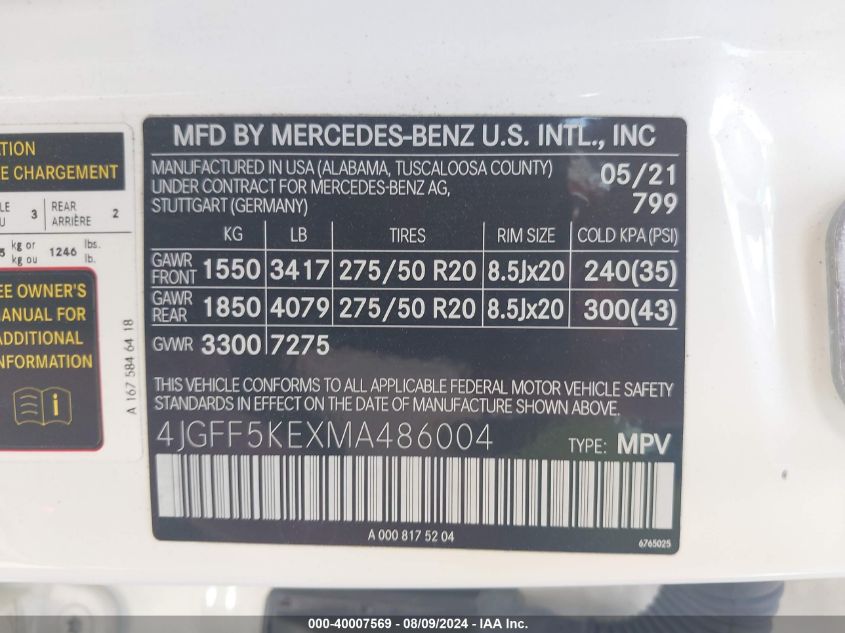 ATION
E CHARGEMENT
LE
U 3 REAR
ARRIÈRE 2
5 kg or
kg ou 1246 lbs.
lb.
EE OWNER'S
MANUAL FOR
ADDITIONAL
INFORMATION
A 167 584 64 18
MFD BY MERCEDES-BENZ U.S. INTL., INC
MANUFACTURED IN USA (ALABAMA, TUSCALOOSA COUNTY)
UNDER CONTRACT FOR MERCEDES-BENZ AG,
STUTTGART (GERMANY)
05/21
799
KG LB TIRES RIM SIZE COLD KPA (PSI)
GAWR
FRONT 1550 3417 275/50 R20 8.5Jx20 240(35)
GAWR
REAR 1850 4079 275/50 R20 8.5Jx20 300(43)
GVWR 3300 7275
THIS VEHICLE CONFORMS TO ALL APPLICABLE FEDERAL MOTOR VEHICLE SAFETY
STANDARDS IN EFFECT ON THE DATE OF MANUFACTURE SHOWN ABOVE.
4JGFF5KEXMA486004 TYPE: MPV
A 000 817 52 04
6765025
000-40007569 - 08/09/2024 - IAA Inc.